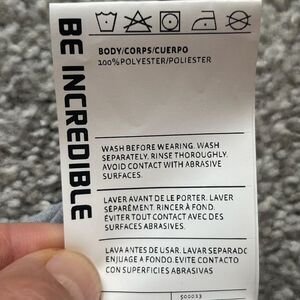 BE INCREDIBLE
BODY/CORPS/CUERPO
100%POLYESTER/POLIESTER
WASH BEFORE WEARING. WASH
SEPARATELY. RINSE THOROUGHLY.
AVOID CONTACT WITH ABRASIVE
SURFACES.
LAVER AVANT DE LE PORTER. LAVER
SÉPARÉMENT. RINCER À FOND.
ÉVITER TOUT CONTACT AVEC DES
SURFACES ABRASIVES.
LAVA ANTES DE USAR. LAVAR SEPARADO
ENJUAGE A FONDO. EVITE CONTACTO
CON SUPERFICIES ABRASIVAS